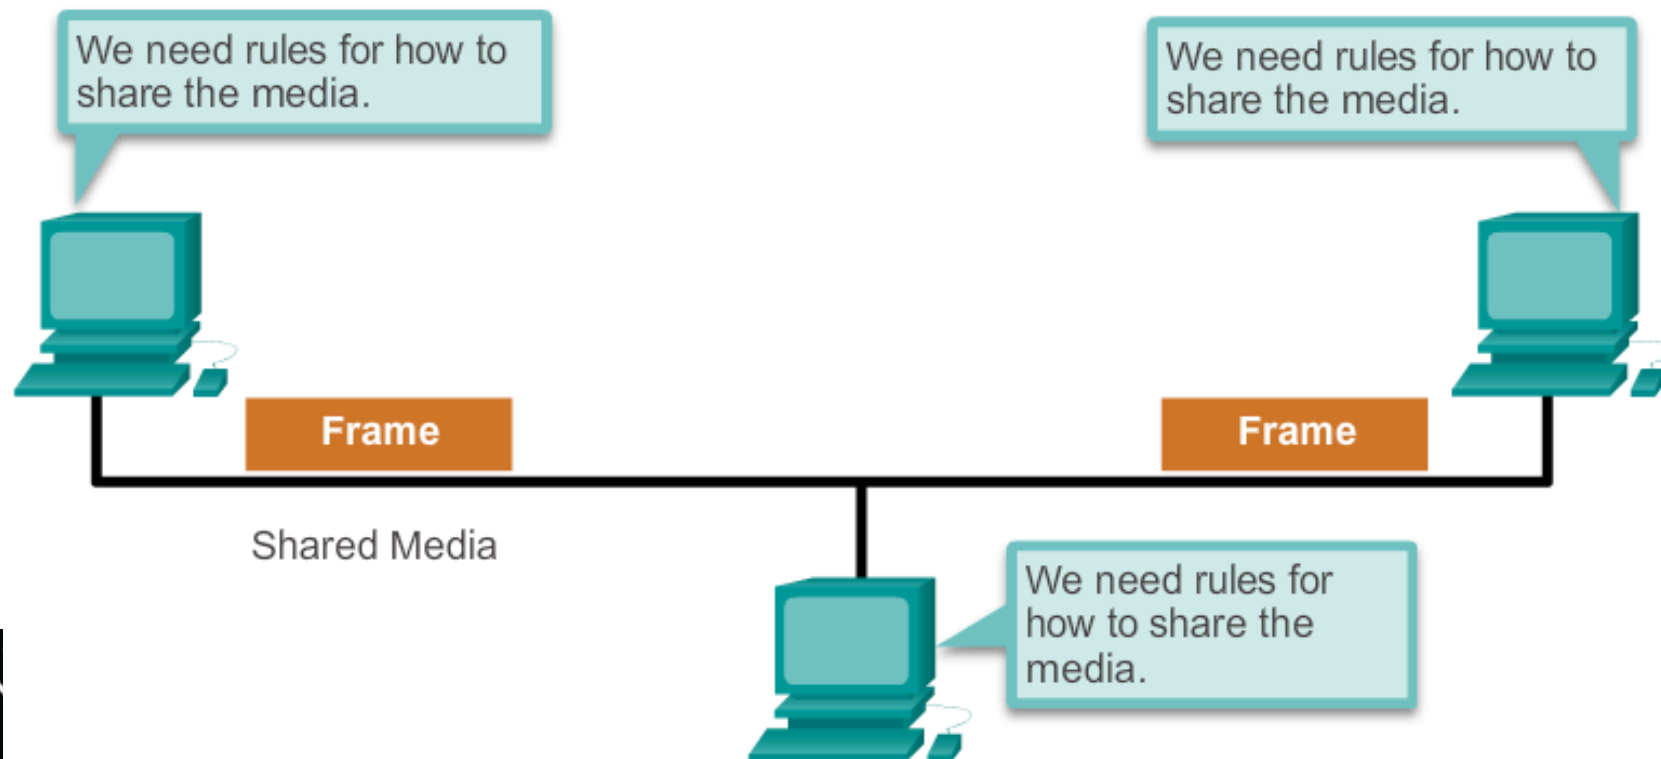 We need rules for how to
share the media.
We need rules for how to
share the media.
Frame
Frame
Shared Media
We need rules for
how to share the
media.